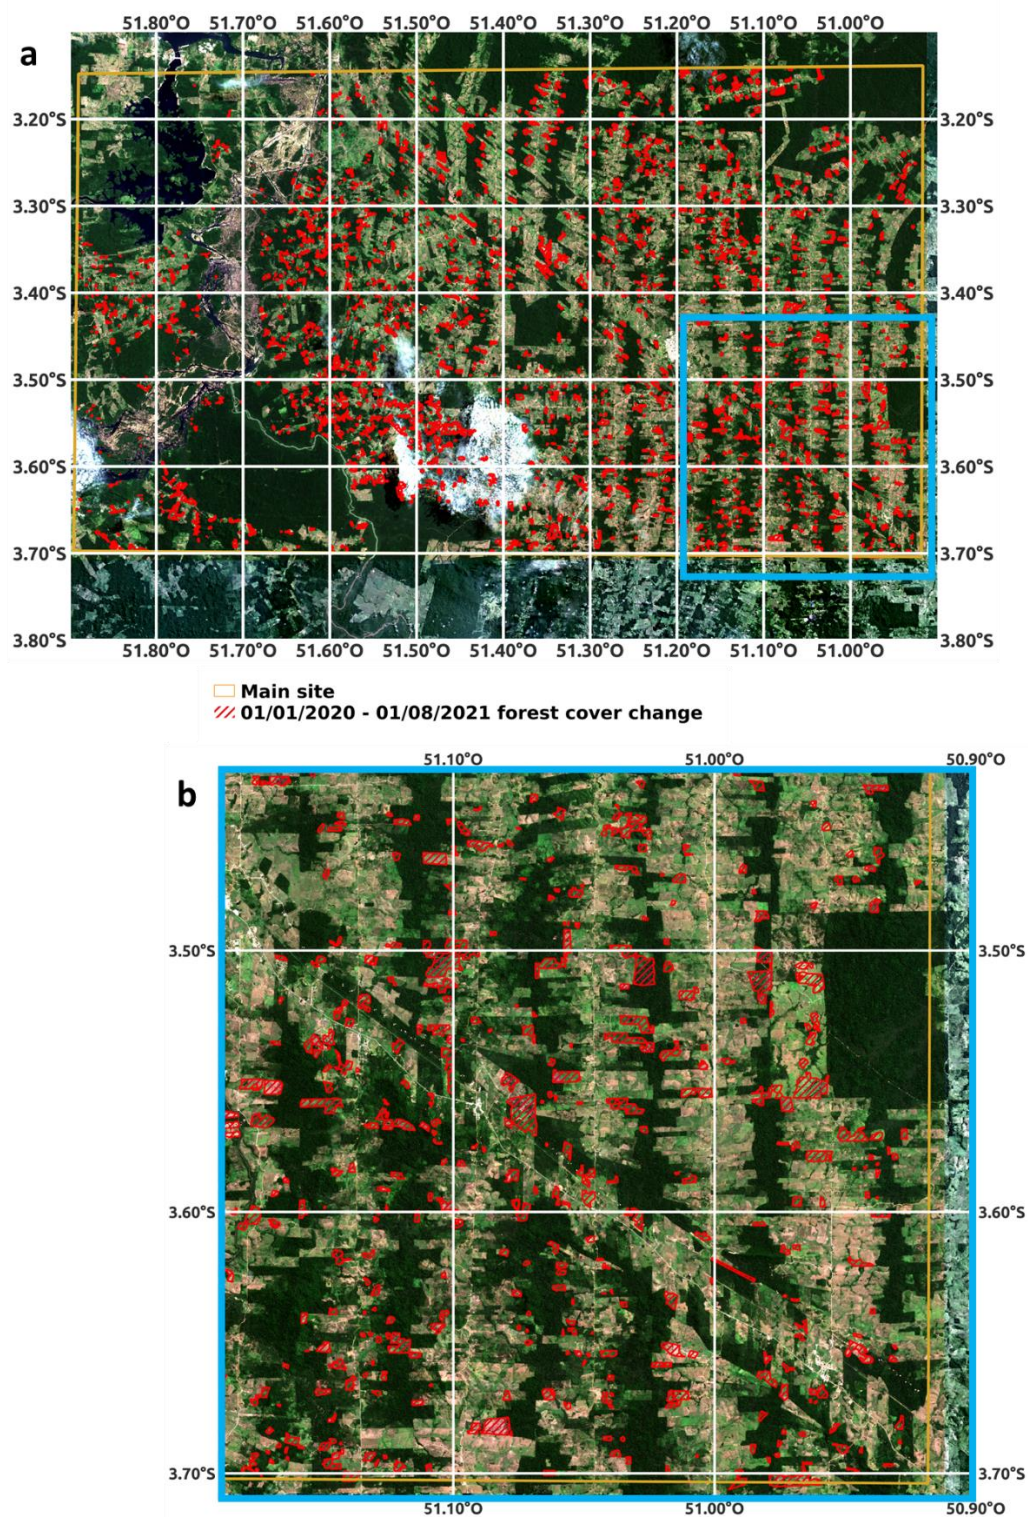 51.80°O 51.70°O 51.60°O 51.50°O 51.40°O 51.30°O 51.20°O 51.10°O 51.00°O
a
3.20°S 3.20°S
3.30°S 3.30°S
3.40°S 3.40°S
3.50°S 3.50°S
3.60°S 3.60°S
3.70°S 3.70°S
3.80°S 3.80°S
51.80°O 51.70°O 51.60°O 51.50°O 51.40°O 51.30°O 51.20°O 51.10°O 51.00°O
Main site
01/01/2020 - 01/08/2021 forest cover change
51.10°O 51.00°O 50.90°O
b
3.50°S 3.50°S
3.60°S 3.60°S
3.70°S 3.70°S
51.10°O 51.00°O 50.90°O